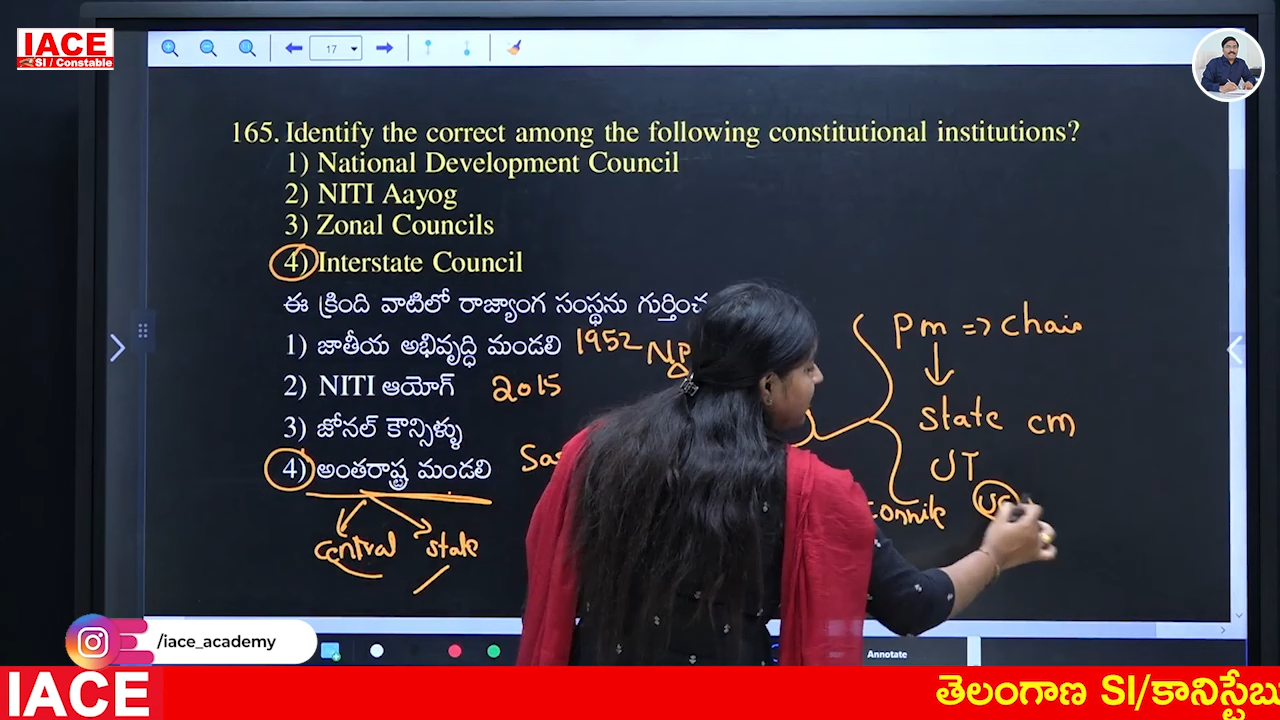 IACE
SI / Constable
17
165. Identify the correct among the following constitutional institutions?
1) National Development Council
2) NITI Aayog
3) Zonal Councils
4) Interstate Council
ఈ క్రింది వాటిలో రాజ్యాంగ సంస్థను గుర్తించ
1) జాతీయ అభివృద్ధి మండలి 1952
2) NITI ఆయోగ్ 2015
3) జోనల్ కౌన్సిళ్ళు
4) అంతరాష్ట్ర మండలి
central state
Pm => chair
state cm
UT
/iace_academy
Annotate
IACE
తెలంగాణ SI/కానిస్టేబు